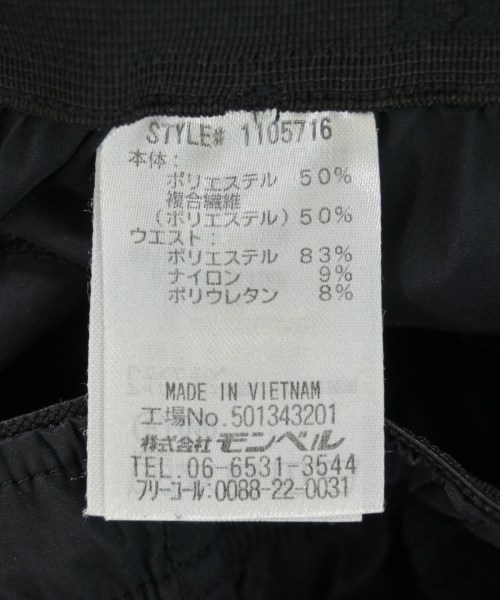 STYLE# 1105716
本体:
ポリエステル 50%
複合繊維
(ポリエステル) 50%
ウエスト:
ポリエステル 83%
ナイロン 9%
ポリウレタン 8%
MADE IN VIETNAM
工場No.501343201
株式会社 モンベル
TEL.06-6531-3544
フリーコール:0088-22-0031